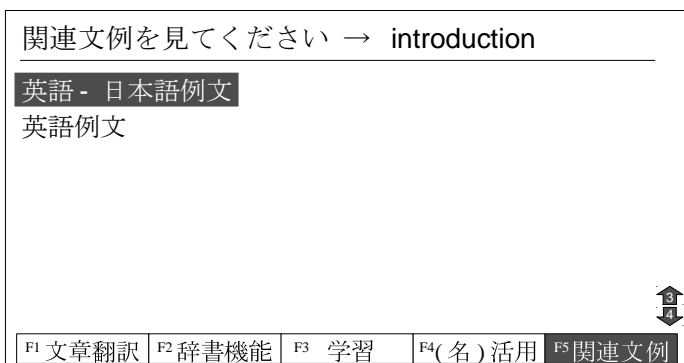 関連文例を見てください → introduction
英語 - 日本語例文
英語例文
3
4
F1 文章翻訳 F2 辞書機能 F3 学習 F4(名)活用 F5 関連文例